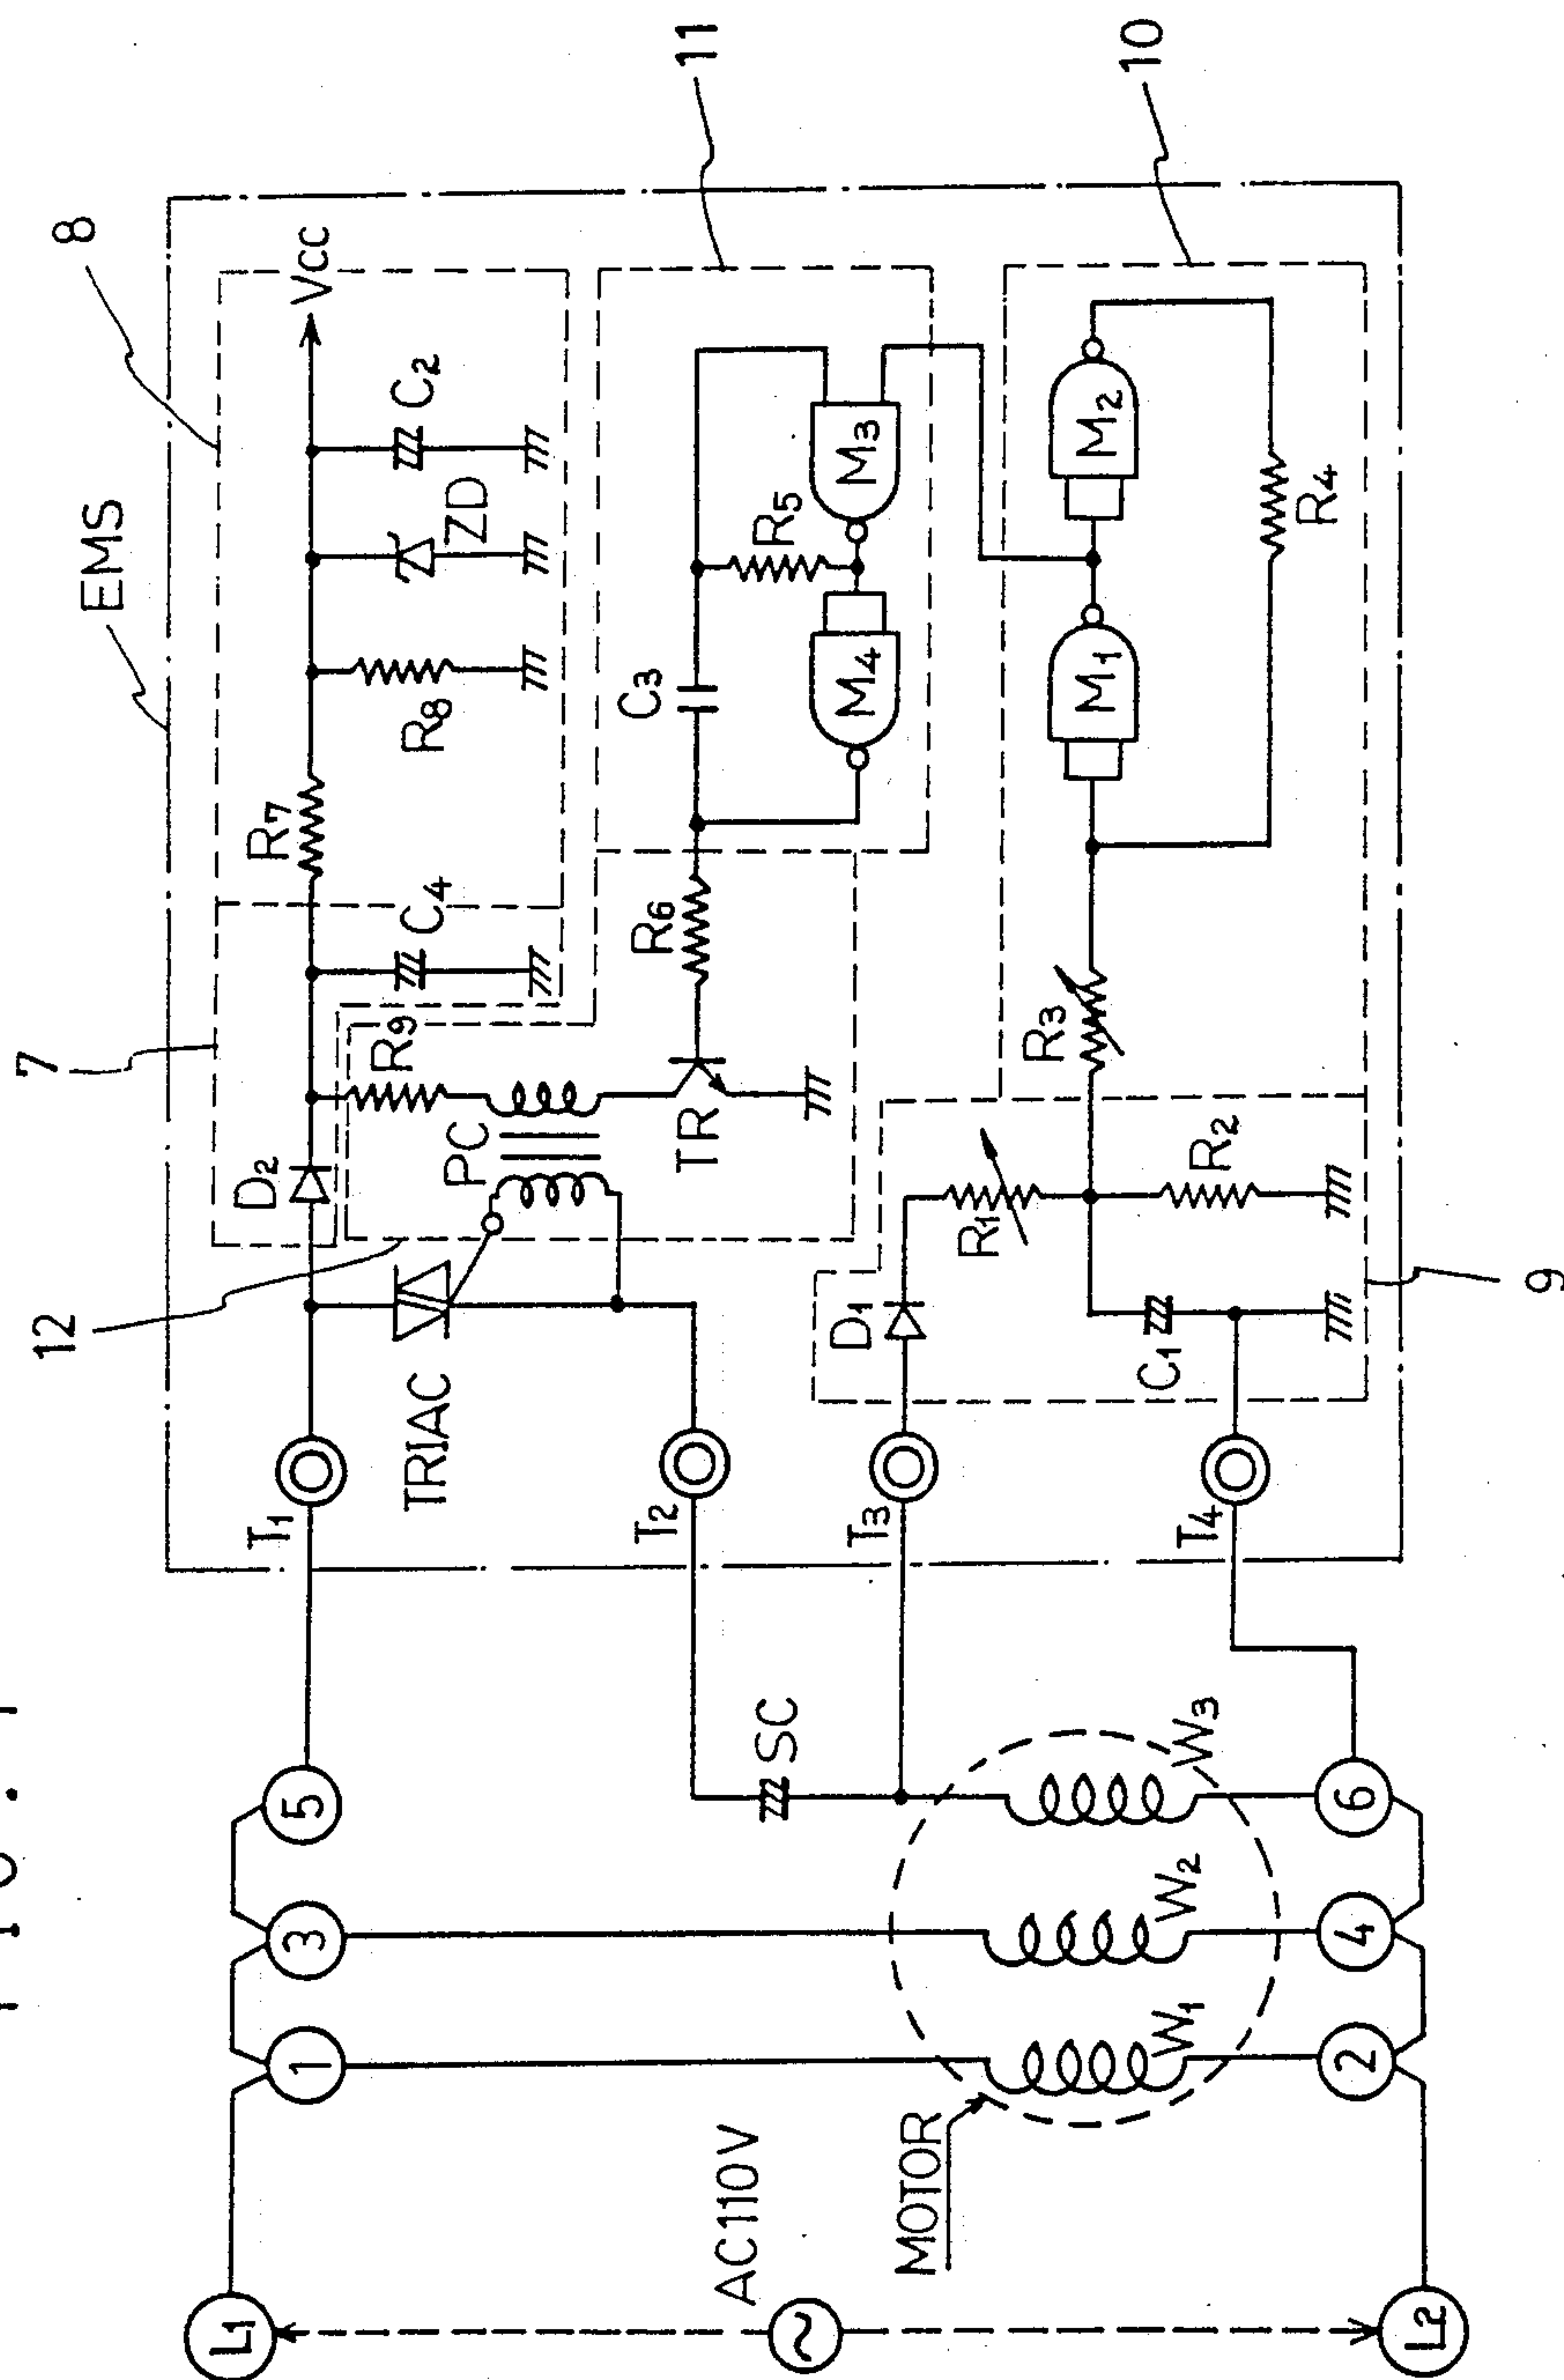 7
12
8
EMS
L1
1
3
5
T1
D2
R7
VCC
TRIAC
PC
R9
C4
R8
ZD
C2
T2
TR
R6
C3
R5
M4
M3
11
AC110V
SC
T3
D1
MOTOR
R1
R3
M1
M2
10
W1
W2
W3
T4
C1
R2
R4
L2
2
4
6
9